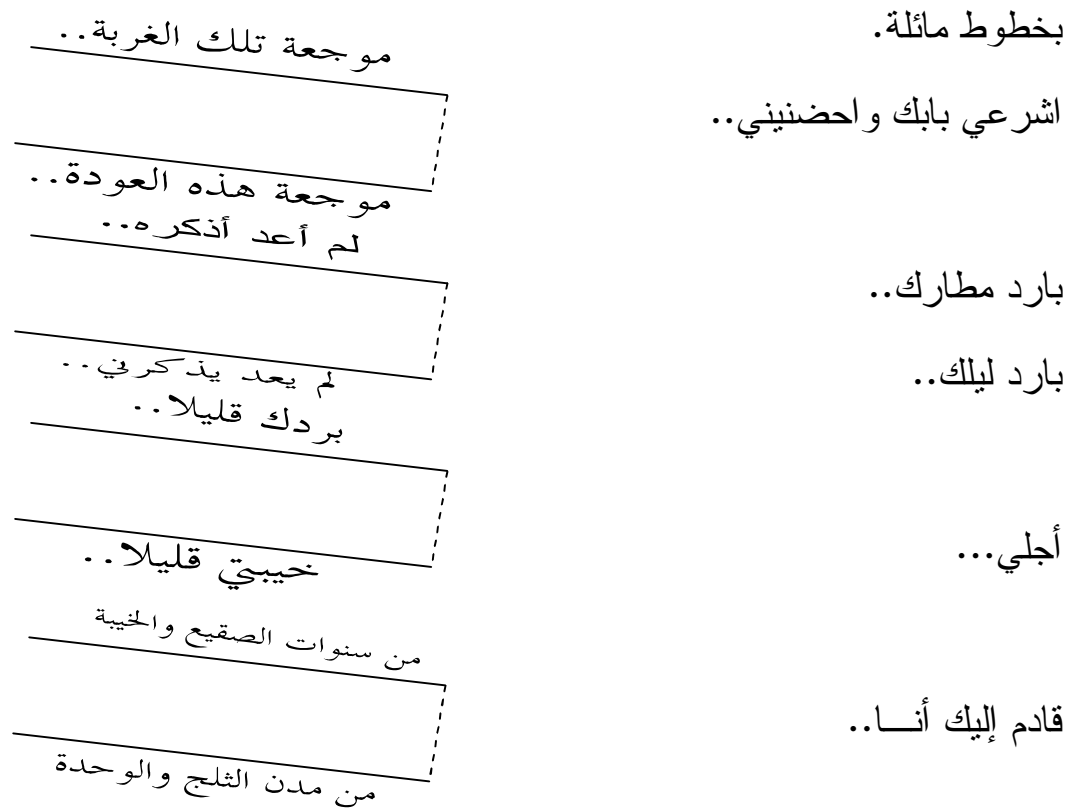 بخطوط مائلة.
اشرعي بابك واحضنيني..
موجعة تلك الغربة..
موجعة هذه العودة..
بارد مطارك..
لم أعد أذكره..
لم يعد يذكرني..
بارد ليلك..
أجلي...
بردك قليلا..
خيبتي قليلا..
قادم إليك أنـــا..
من سنوات الصقيع والخيبة
من مدن الثلج والوحدة